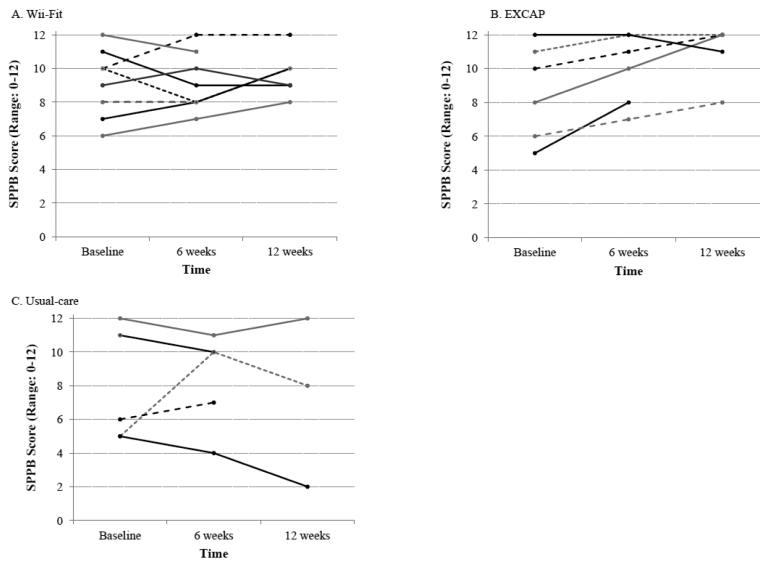 A. Wii-Fit
SPPB Score (Range: 0-12)
12
10
8
6
4
2
0
Baseline 6 weeks 12 weeks
Time
B. EXCAP
SPPB Score (Range: 0-12)
12
10
8
6
4
2
0
Baseline 6 weeks 12 weeks
Time
C. Usual-care
SPPB Score (Range: 0-12)
12
10
8
6
4
2
0
Baseline 6 weeks 12 weeks
Time